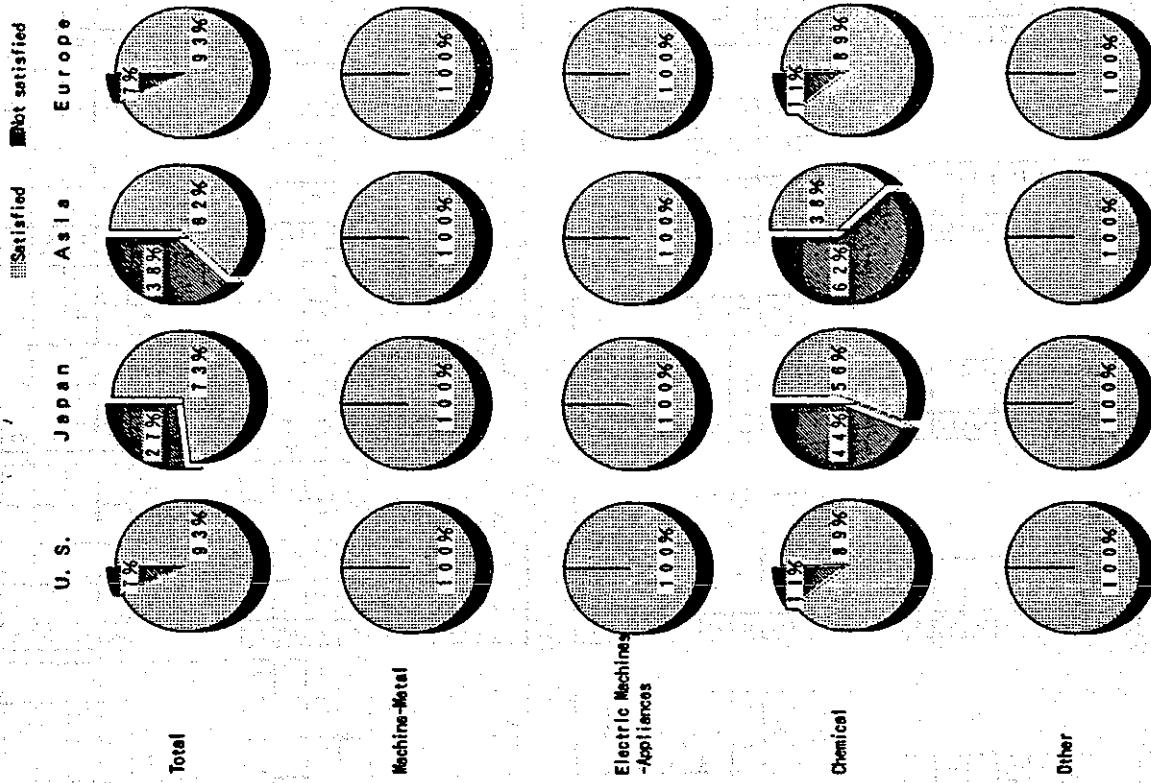 Satisfied Not satisfied
U. S. Japan Asia Europe
Total
7% 93%
27% 73%
38% 62%
7% 93%
Machine-Metal
100%
100%
100%
100%
Electric Machines
-Appliances
100%
100%
100%
100%
Chemical
11% 89%
44% 56%
62% 38%
11% 89%
Other
100%
100%
100%
100%